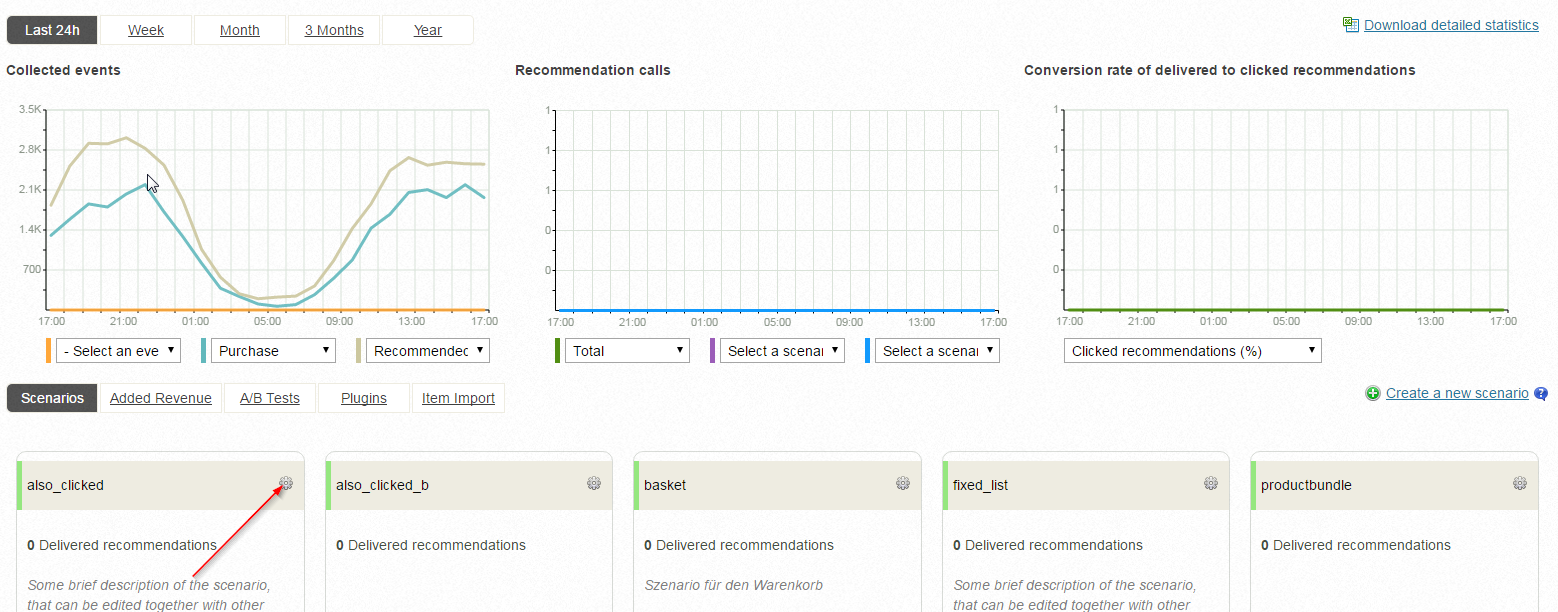 Last 24h Week Month 3 Months Year Download detailed statistics
Collected events Recommendation calls Conversion rate of delivered to clicked recommendations
3.5K 1 1
2.8K 1 1
2.1K 1 1
1.4K 0 0
700 0 0
17:00 21:00 01:00 05:00 09:00 13:00 17:00 17:00 21:00 01:00 05:00 09:00 13:00 17:00 17:00 21:00 01:00 05:00 09:00 13:00 17:00
- Select an eve Purchase Recommended Total Select a scenar Select a scenar Clicked recommendations (%)
Scenarios Added Revenue A/B Tests Plugins Item Import Create a new scenario ?
also_clicked also_clicked_b basket fixed_list productbundle
0 Delivered recommendations 0 Delivered recommendations 0 Delivered recommendations 0 Delivered recommendations 0 Delivered recommendations
Some brief description of the scenario, Szenario für den Warenkorb Some brief description of the scenario,
that can be edited together with other that can be edited together with other